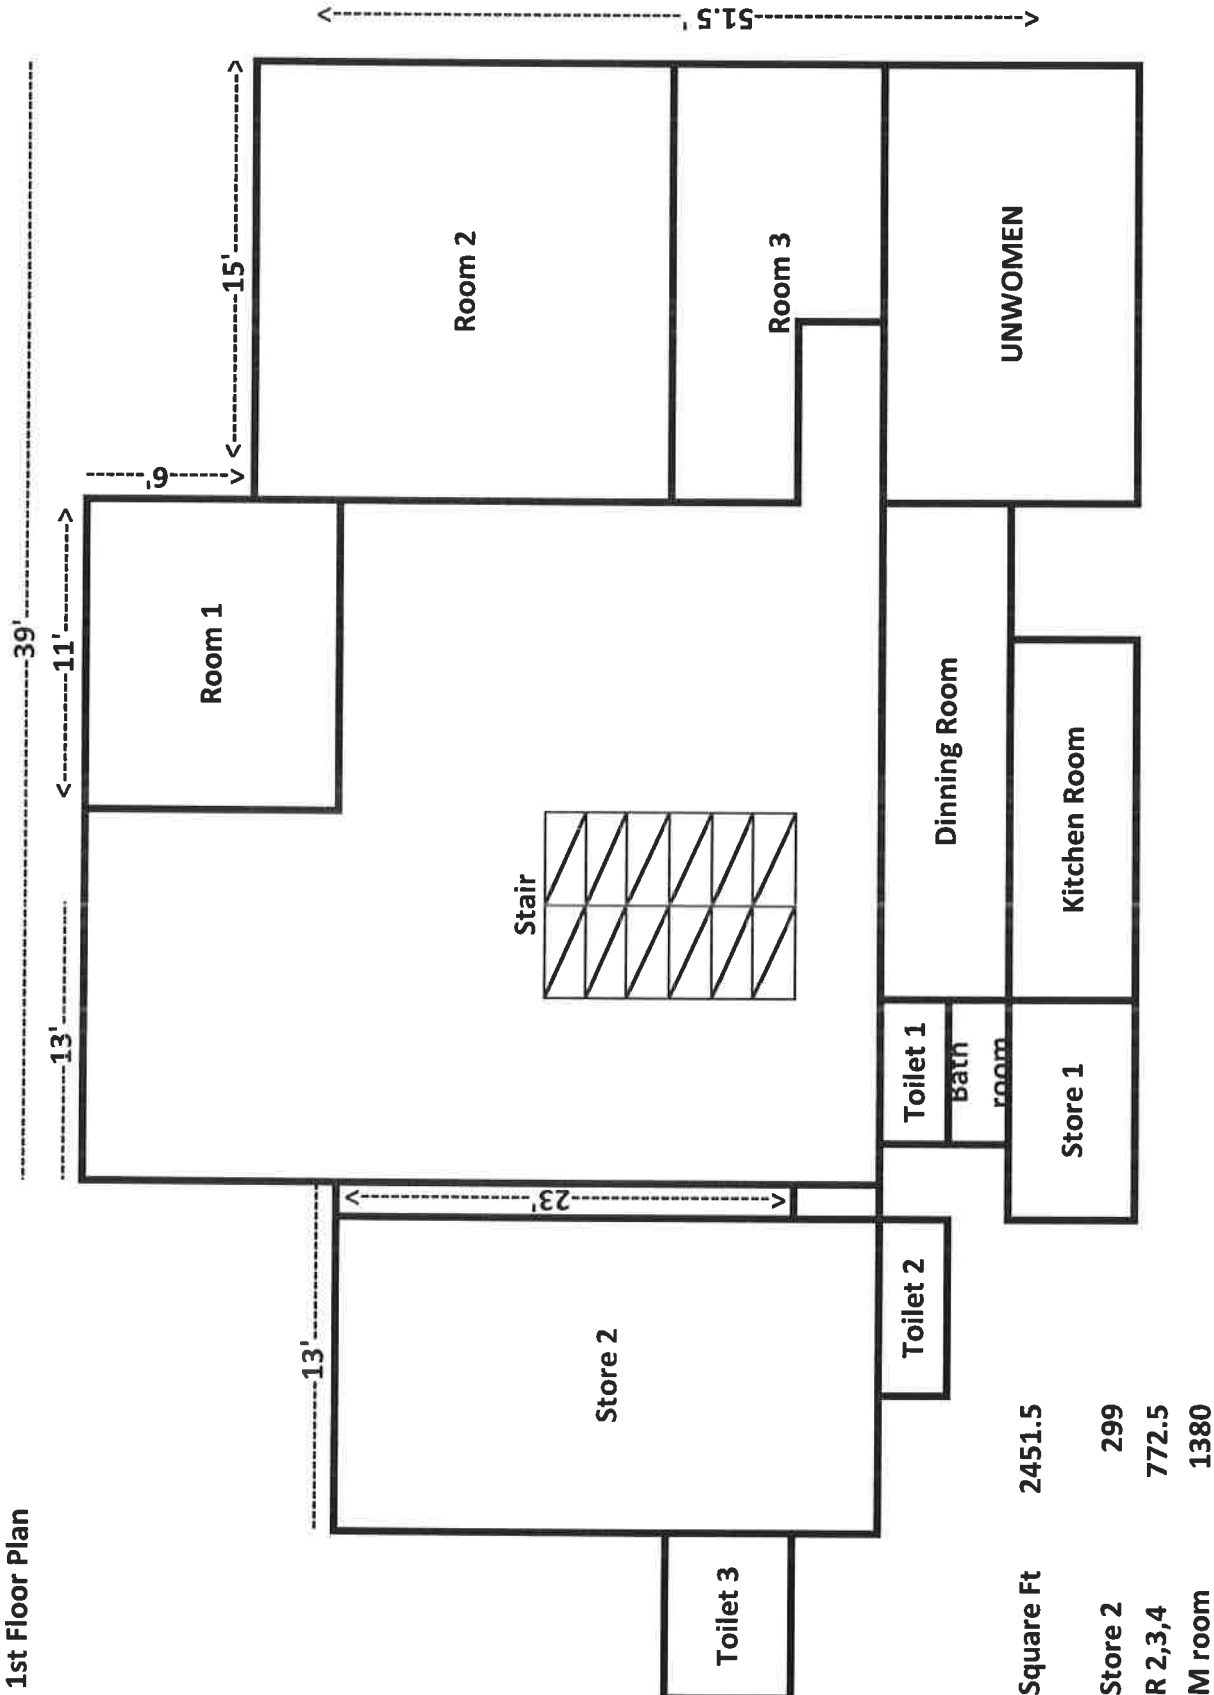 1st Floor Plan
39'
13'
11'
6'
15'
51.5 '
Room 1
Room 2
Room 3
UNWOMEN
Stair
13'
23'
Store 2
Toilet 3
Toilet 2
Toilet 1
Bath
room
Store 1
Dinning Room
Kitchen Room
Square Ft 2451.5
Store 2 299
R 2,3,4 772.5
M room 1380